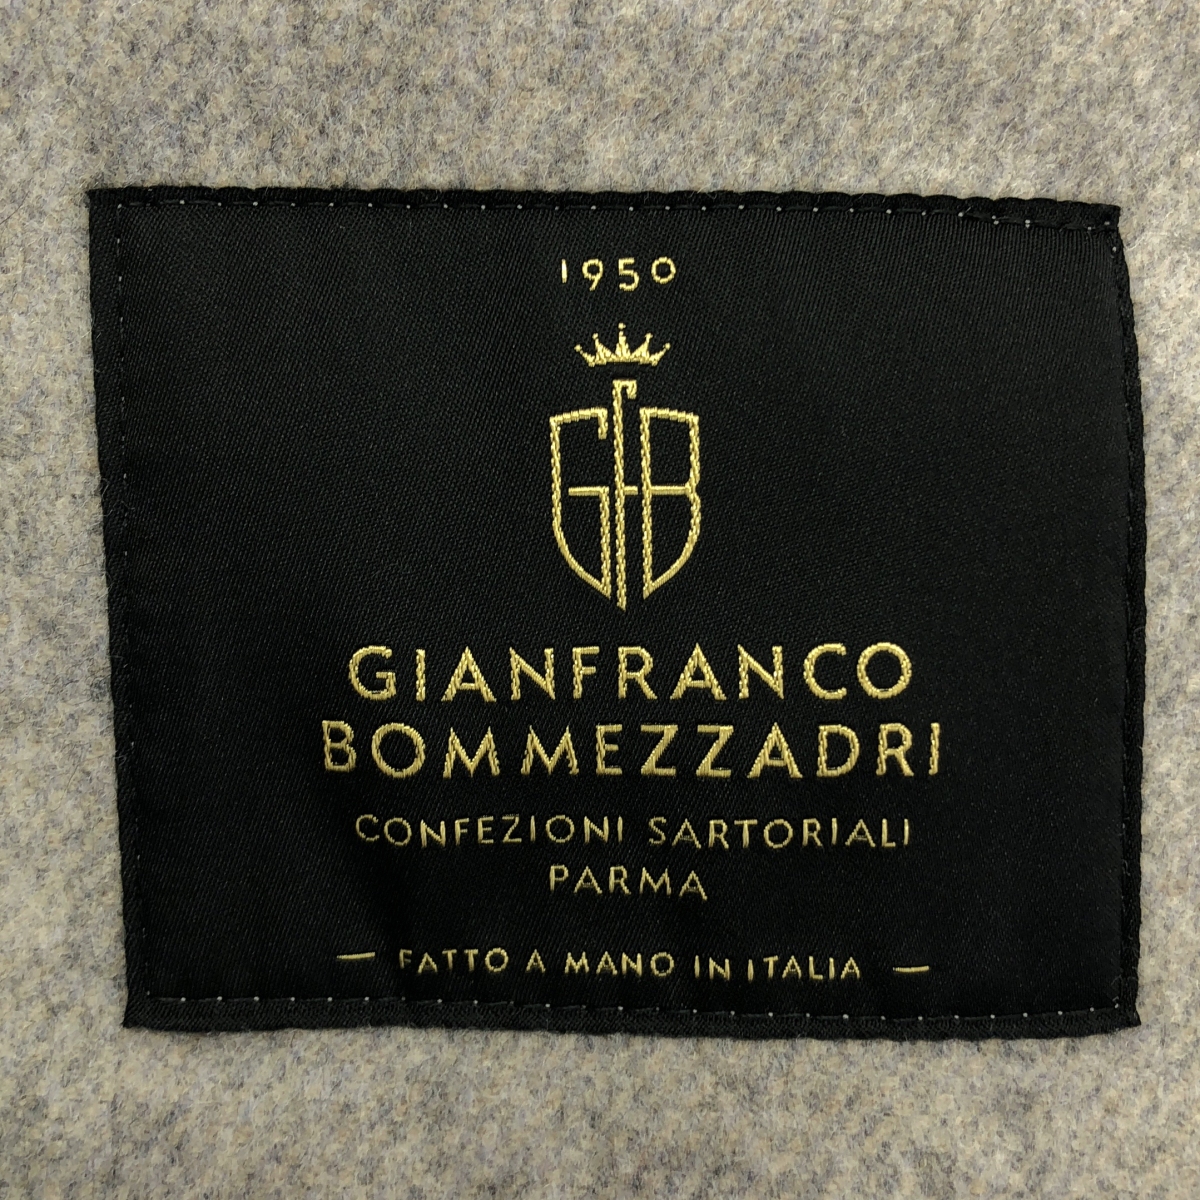 1950
GFB
GIANFRANCO
BOMMEZZADRI
CONFEZIONI SARTORIALI
PARMA
— FATTO A MANO IN ITALIA —